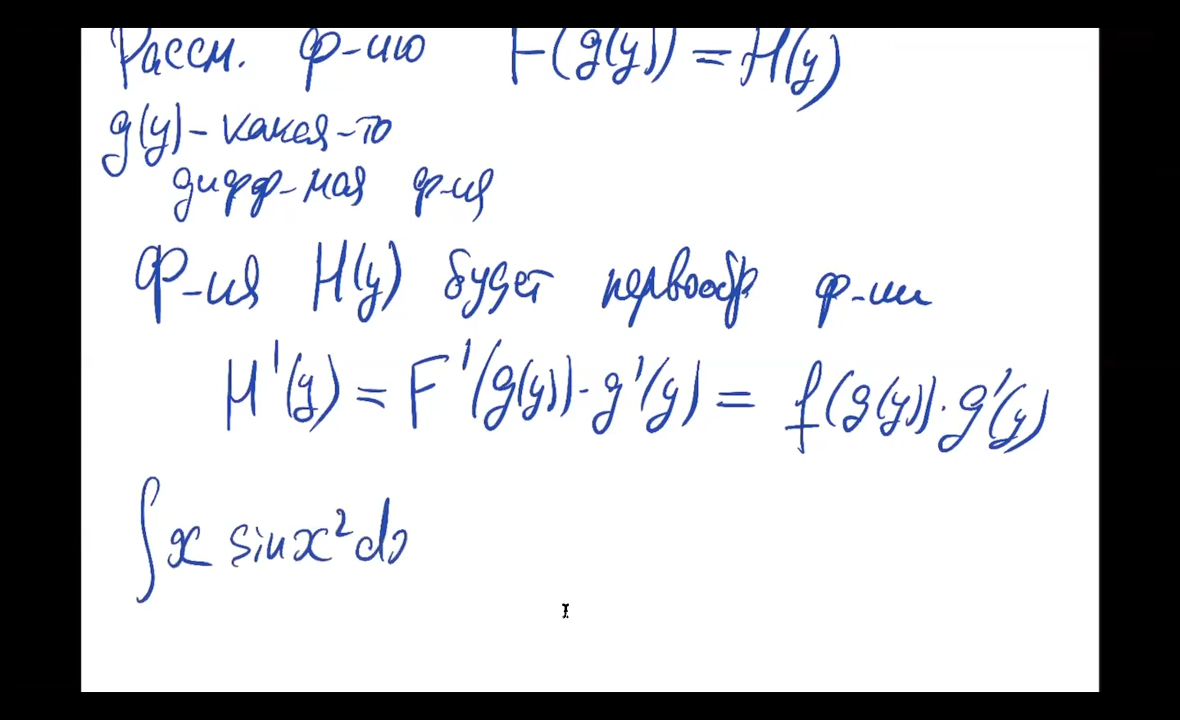 Рассм. ф-ию F(g(y)) = H(y)
g(y) - какая-то
дифф-мая ф-ия
Ф-ия H(y) будет первообр ф-ии
H'(y) = F'(g(y)) · g'(y) = f(g(y)) · g'(y)
∫ x sin x² dx